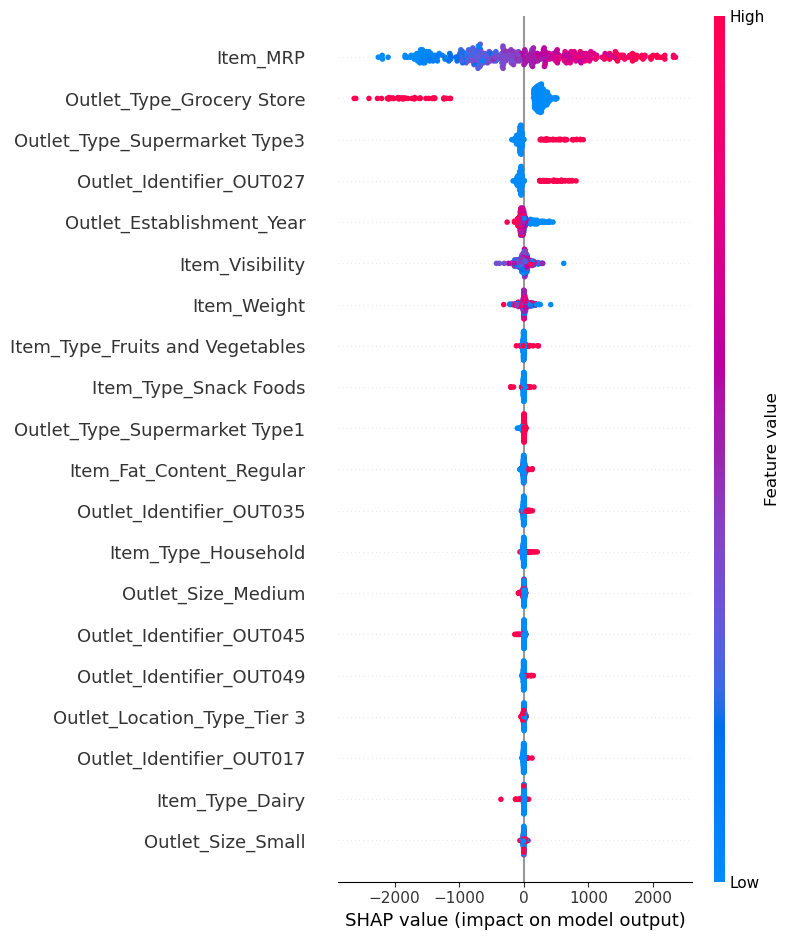 High
Item_MRP
Outlet_Type_Grocery Store
Outlet_Type_Supermarket Type3
Outlet_Identifier_OUT027
Outlet_Establishment_Year
Item_Visibility
Item_Weight
Item_Type_Fruits and Vegetables
Item_Type_Snack Foods
Outlet_Type_Supermarket Type1
Item_Fat_Content_Regular
Outlet_Identifier_OUT035
Item_Type_Household
Outlet_Size_Medium
Outlet_Identifier_OUT045
Outlet_Identifier_OUT049
Outlet_Location_Type_Tier 3
Outlet_Identifier_OUT017
Item_Type_Dairy
Outlet_Size_Small
Feature value
Low
−2000 −1000 0 1000 2000
SHAP value (impact on model output)